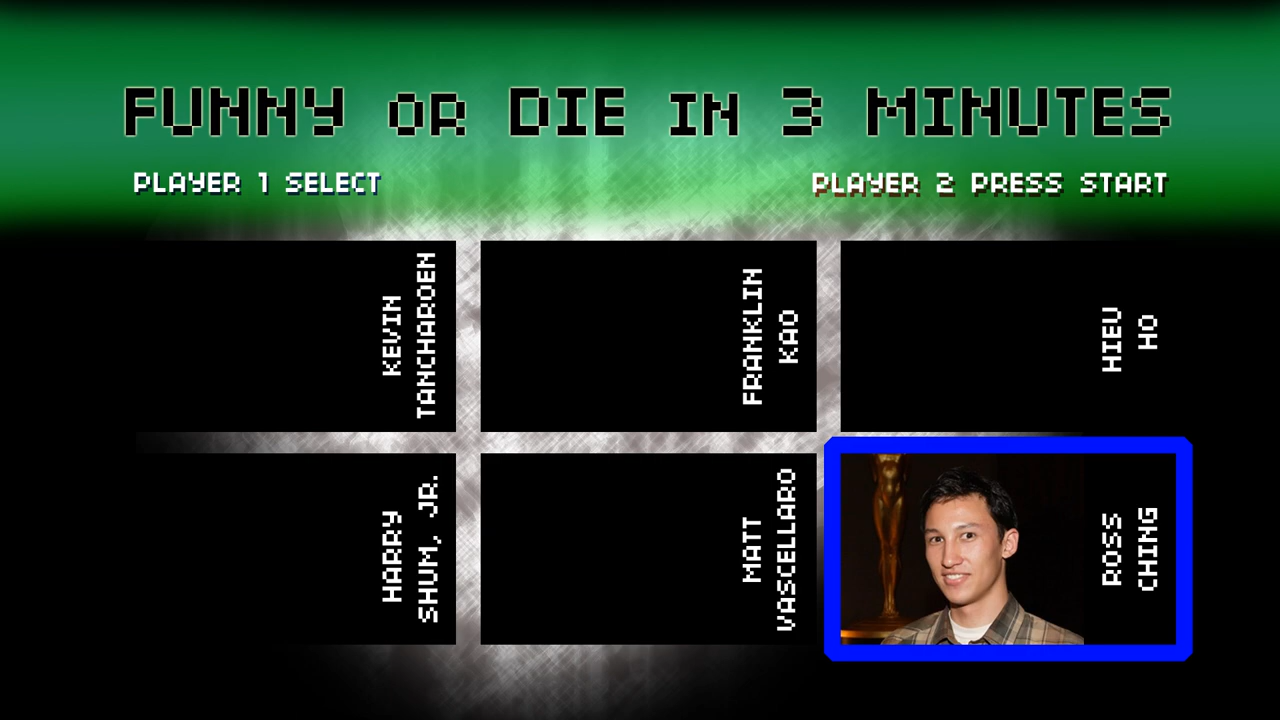 FUNNY OR DIE IN 3 MINUTES
PLAYER 1 SELECT
PLAYER 2 PRESS START
KEVIN
TANCHAROEN
FRANKLIN
KAO
HIEU
HO
HARRY
SHUM, JR.
MATT
VASCELLARO
ROSS
CHING